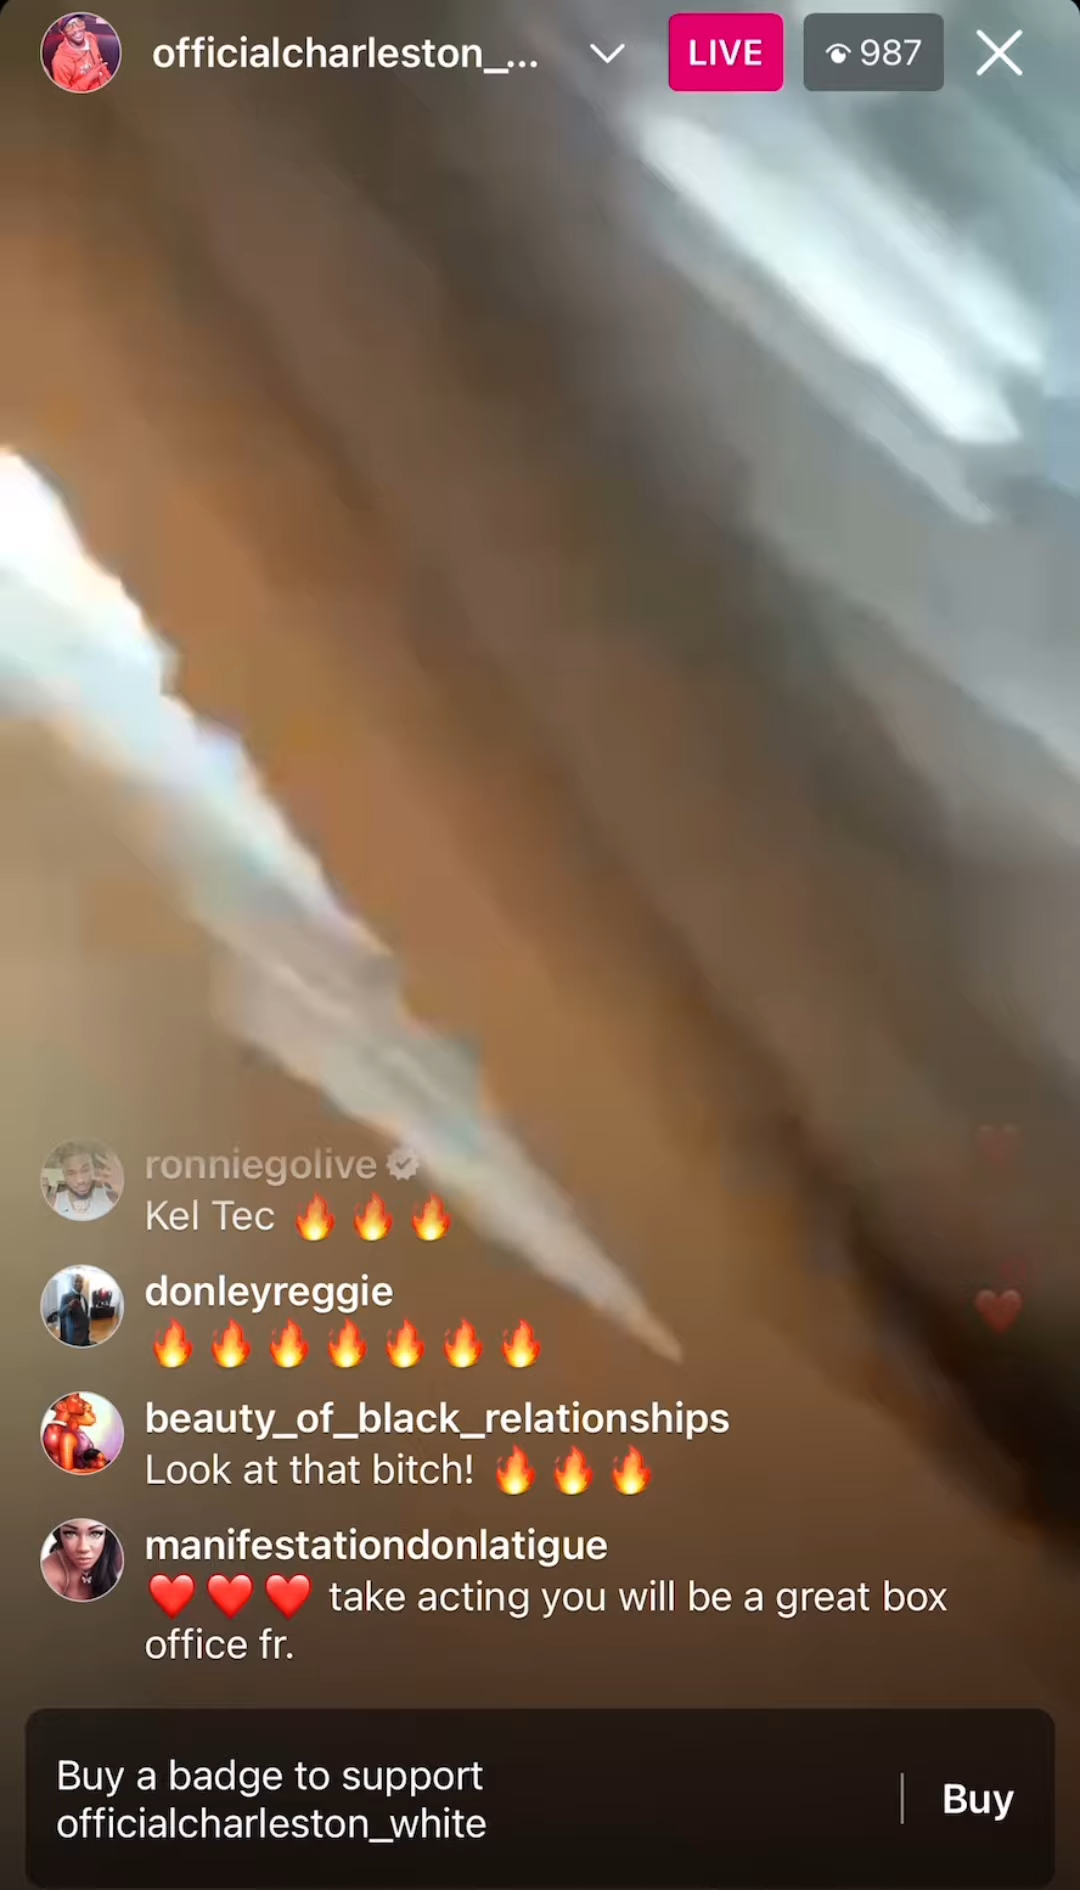 officialcharleston_...
LIVE
987
ronniegolive
Kel Tec 🔥 🔥 🔥
donleyreggie
🔥 🔥 🔥 🔥 🔥 🔥 🔥
beauty_of_black_relationships
Look at that bitch! 🔥 🔥 🔥
manifestationdonlatigue
❤️ ❤️ ❤️ take acting you will be a great box
office fr.
Buy a badge to support
officialcharleston_white
Buy